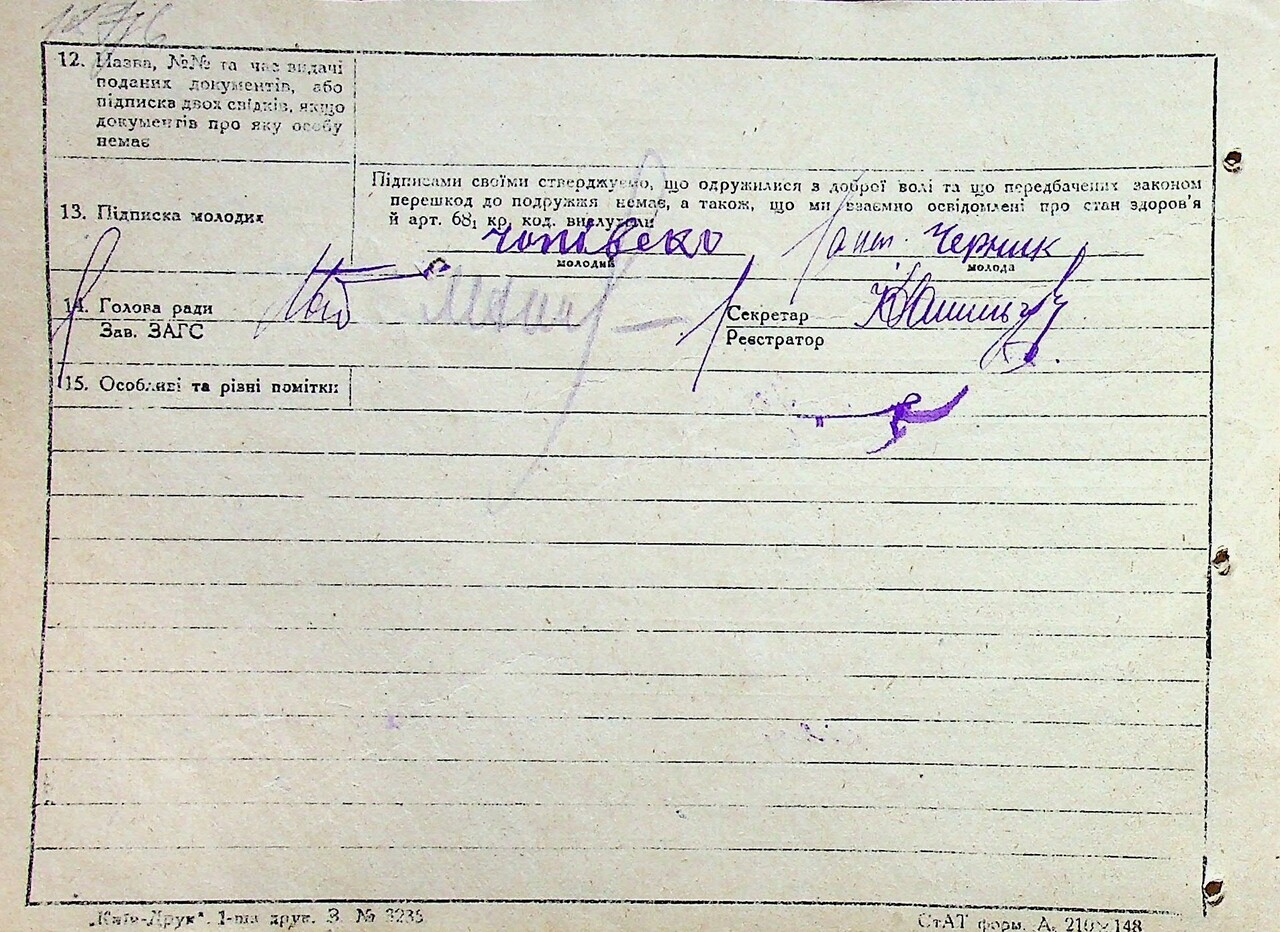 12. Назва, №№ та час видачі
поданих документів, або
підписка двох свідків, якщо
документів про яку особу
немає
13. Підписка молодих
Підписами своїми стверджуємо, що одружилися з доброї волі та що передбачених законом
перешкод до подружжя немає, а також, що ми взаємно освідомлені про стан здоров'я
й арт. 68₁ кр. код. вислухали
Черник
молодий
молода
14. Голова ради
Зав. ЗАГС
Секретар
Реєстратор
15. Особливі та різні помітки
„Київ-Друк“. 1-ша друк. З. № 3236
СтАТ форм. А, 210×148